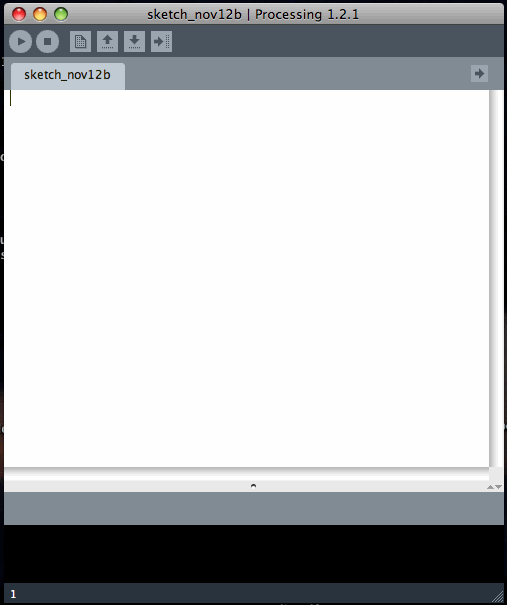 sketch_nov12b | Processing 1.2.1
sketch_nov12b
1